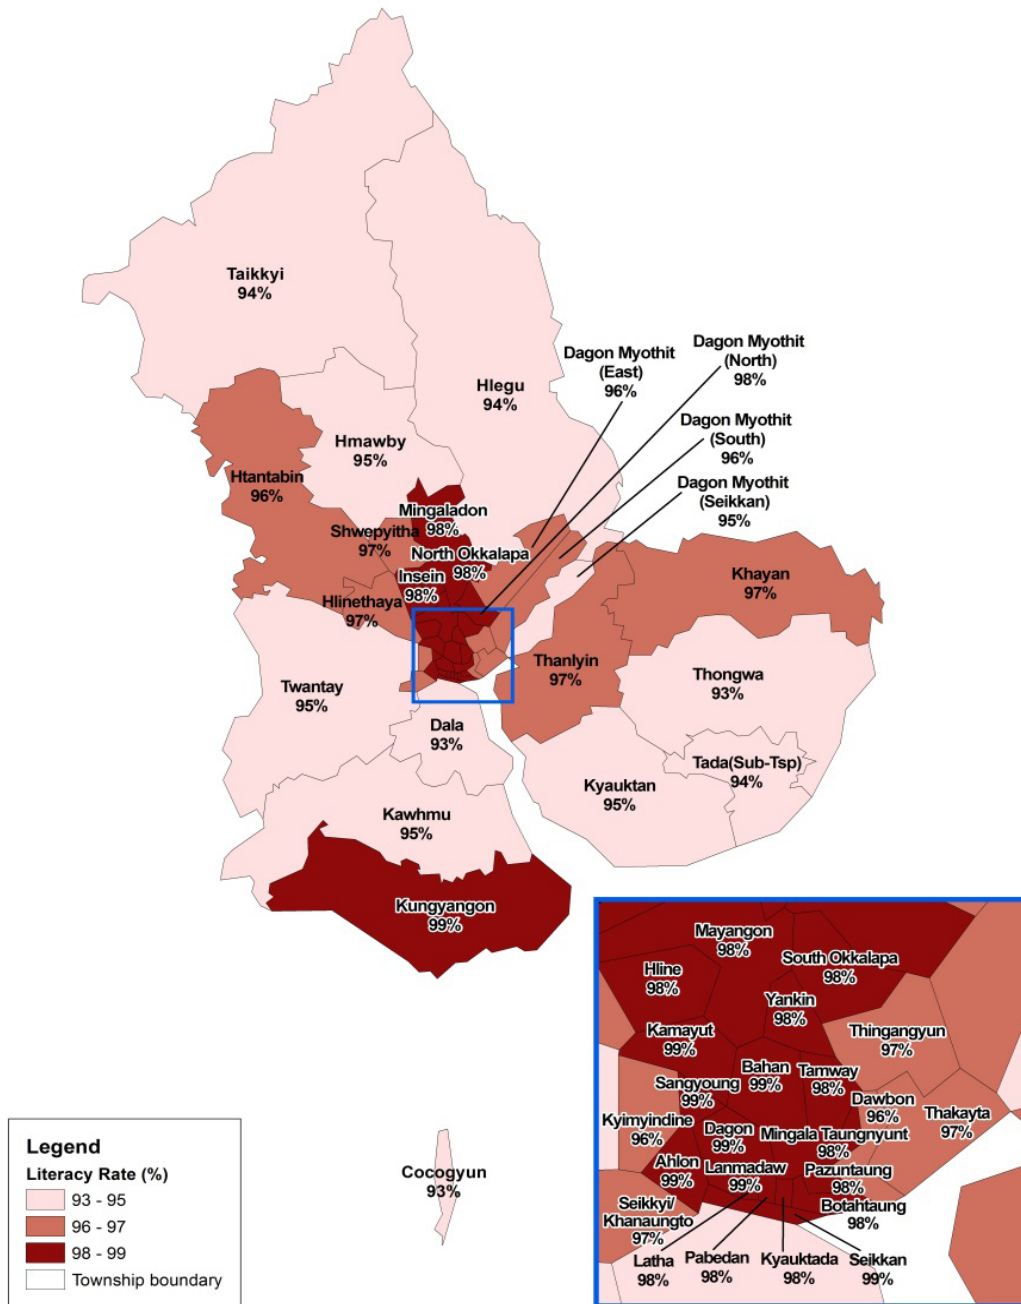 Taikkyi
94%
Hlegu
94%
Dagon Myothit
(East)
96%
Dagon Myothit
(North)
98%
Dagon Myothit
(South)
96%
Dagon Myothit
(Seikkan)
95%
Hmawby
95%
Htantabin
96%
Mingaladon
98%
Shwepyitha
97%
North Okkalapa
98%
Insein
98%
Hlinethaya
97%
Khayan
97%
Thanlyin
97%
Thongwa
93%
Twantay
95%
Dala
93%
Tada(Sub-Tsp)
94%
Kyauktan
95%
Kawhmu
95%
Kungyangon
99%
Cocogyun
93%
Mayangon
98%
South Okkalapa
98%
Hline
98%
Yankin
98%
Kamayut
99%
Thingangyun
97%
Bahan
99%
Tamway
98%
Sangyoung
99%
Dawbon
96%
Thakayta
97%
Kyimyindine
96%
Dagon
99%
Mingala Taungnyunt
98%
Ahlon
99%
Lanmadaw
99%
Pazuntaung
98%
Botahtaung
98%
Seikkyi/
Khanaungto
97%
Latha
98%
Pabedan
98%
Kyauktada
98%
Seikkan
99%
Legend
Literacy Rate (%)
93 - 95
96 - 97
98 - 99
Township boundary